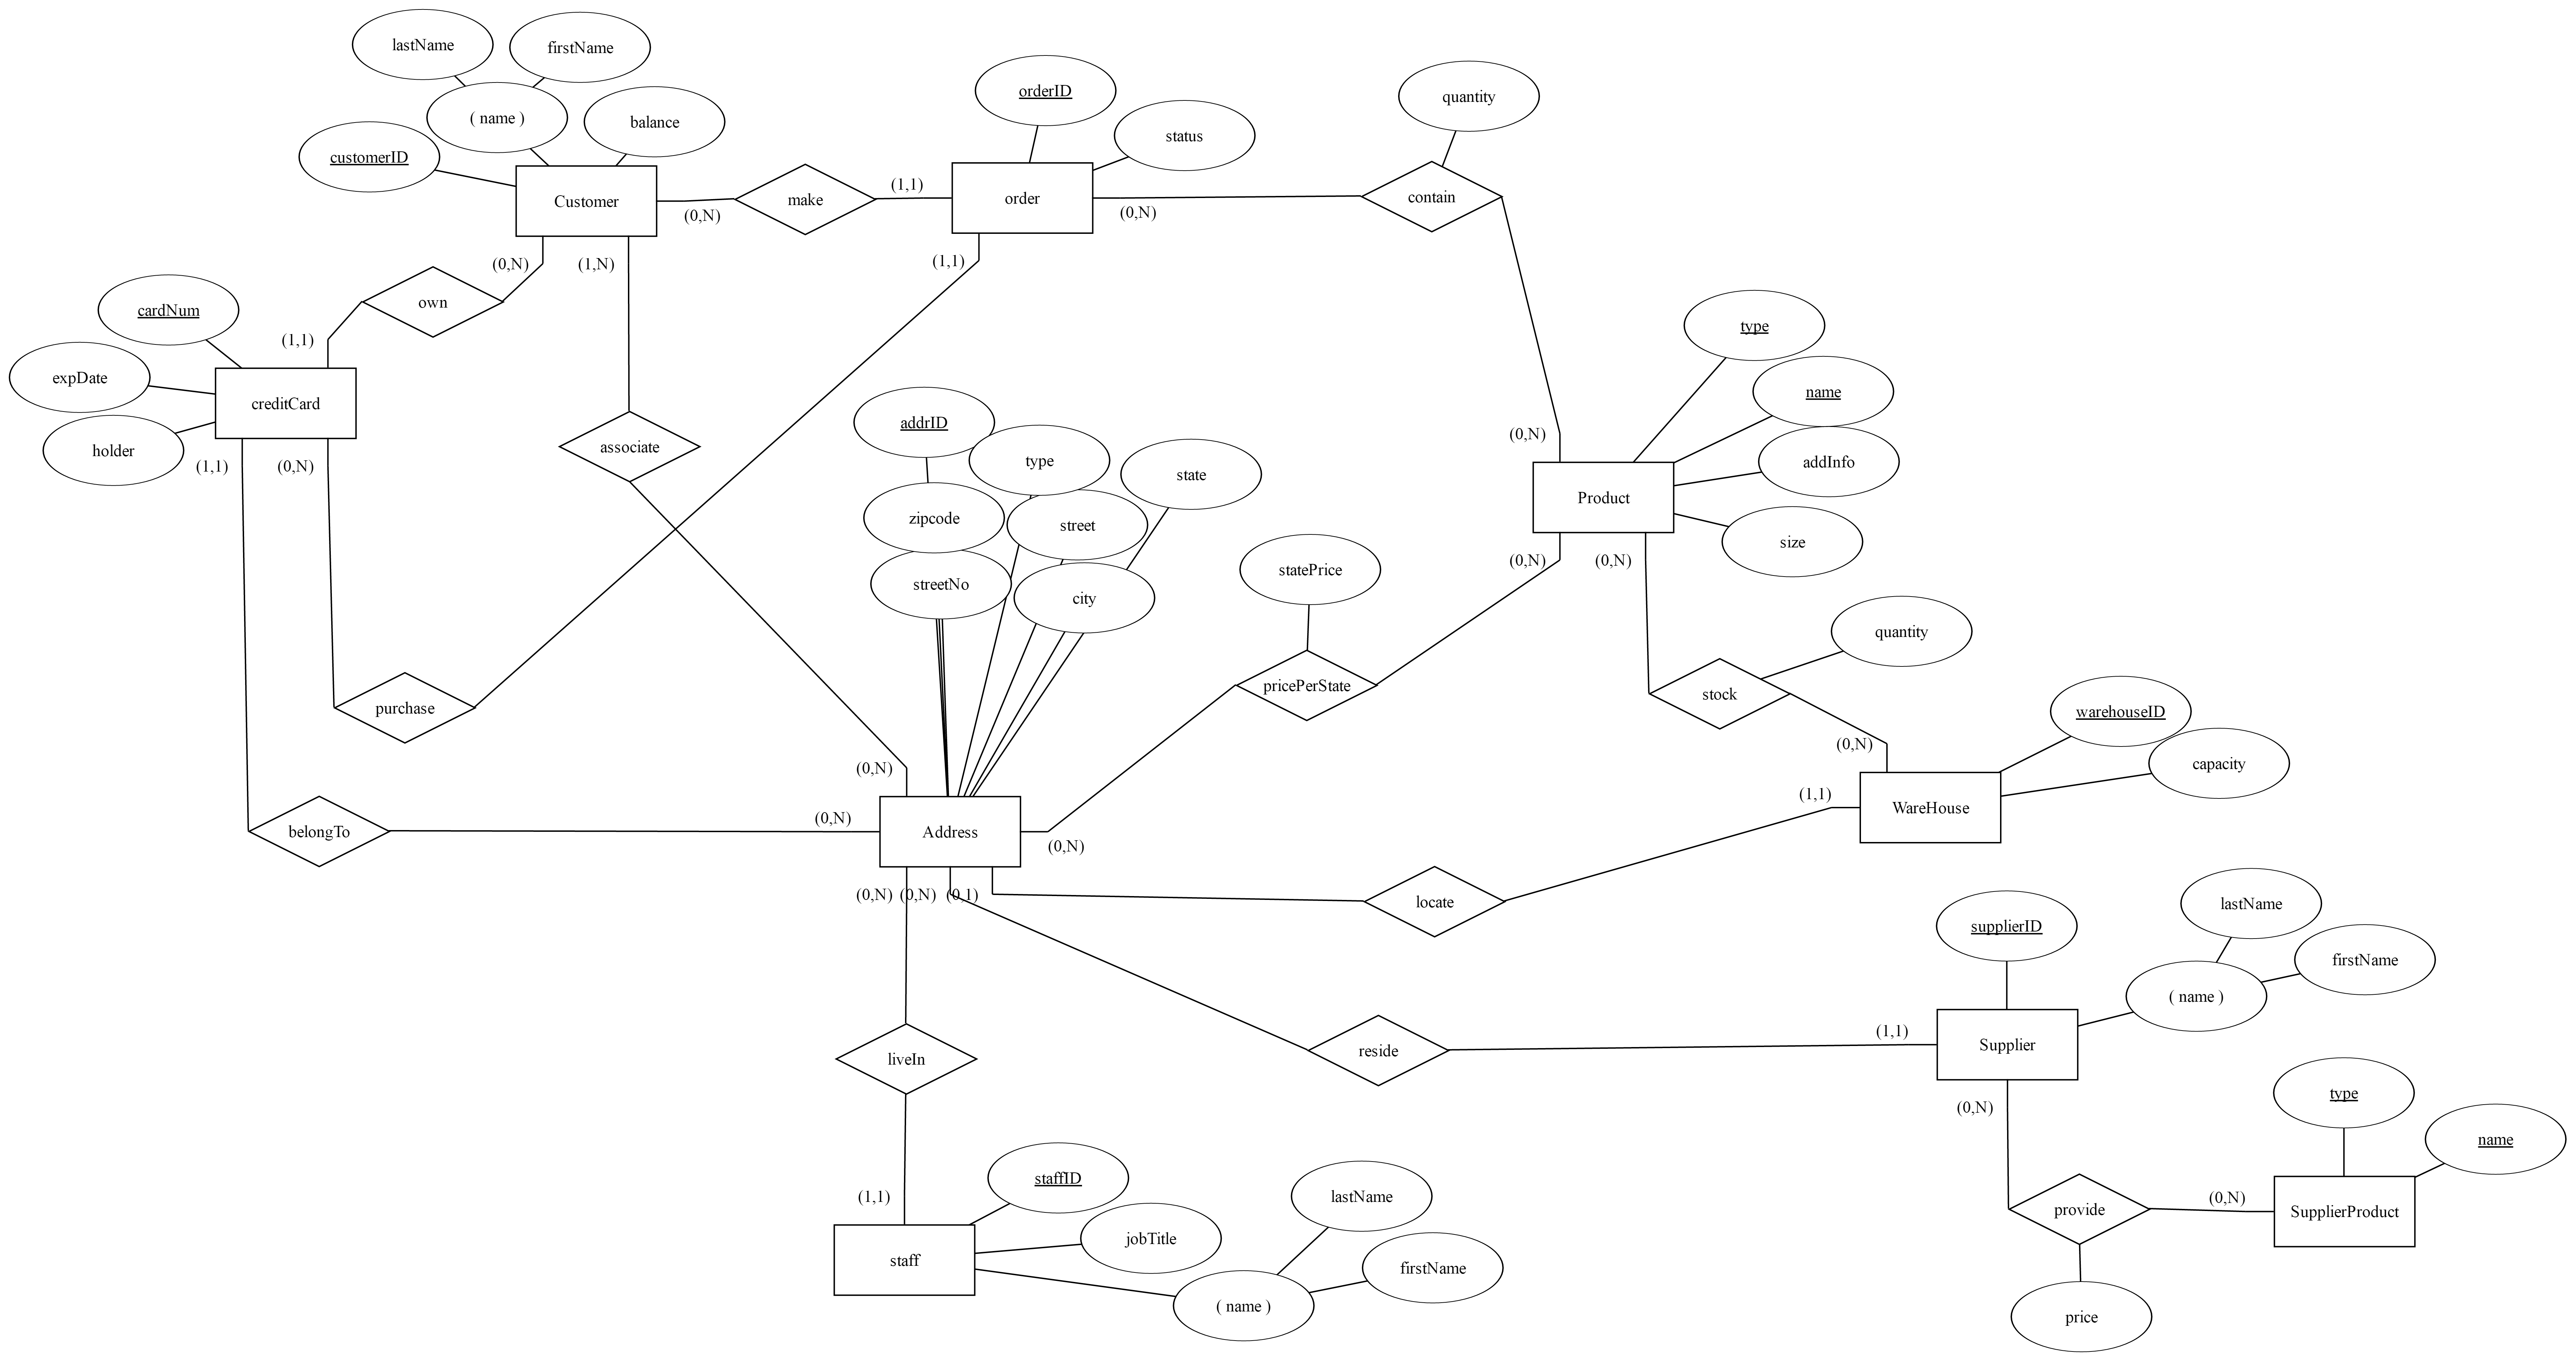 lastName
firstName
( name )
balance
customerID
Customer
(0,N)
make
(1,1)
orderID
status
order
(0,N)
(1,1)
quantity
contain
(0,N)
(1,N)
own
cardNum
(1,1)
expDate
creditCard
holder
(1,1)
(0,N)
associate
addrID
type
state
zipcode
street
streetNo
city
type
name
(0,N)
addInfo
Product
size
(0,N)
(0,N)
statePrice
quantity
pricePerState
stock
purchase
warehouseID
capacity
(0,N)
(0,N)
(1,1)
WareHouse
belongTo
(0,N)
Address
(0,N)
(0,N)
(0,N)
(0,1)
locate
lastName
supplierID
firstName
( name )
liveIn
reside
(1,1)
Supplier
(0,N)
type
name
staffID
(1,1)
lastName
jobTitle
staff
firstName
( name )
provide
(0,N)
SupplierProduct
price